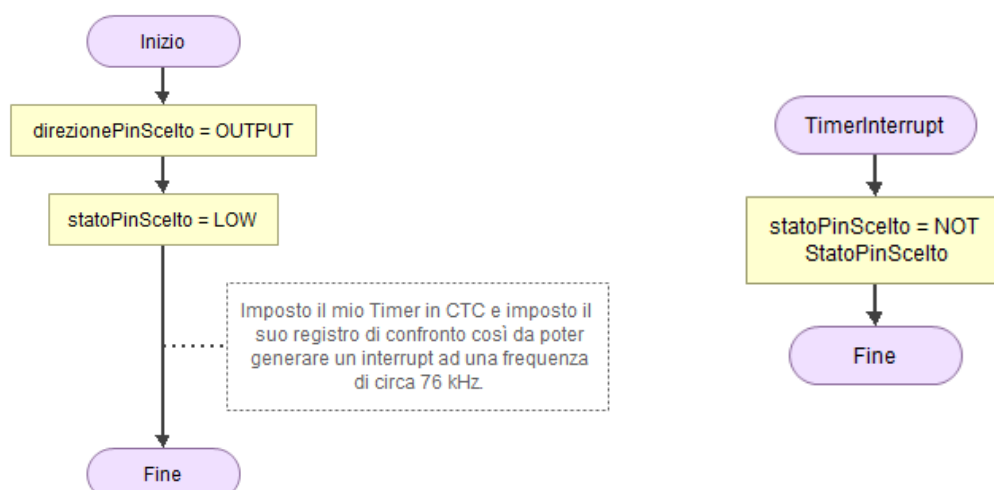 Inizio
direzionePinScelto = OUTPUT
statoPinScelto = LOW
Imposto il mio Timer in CTC e imposto il
suo registro di confronto così da poter
generare un interrupt ad una frequenza
di circa 76 kHz.
Fine
TimerInterrupt
statoPinScelto = NOT
StatoPinScelto
Fine